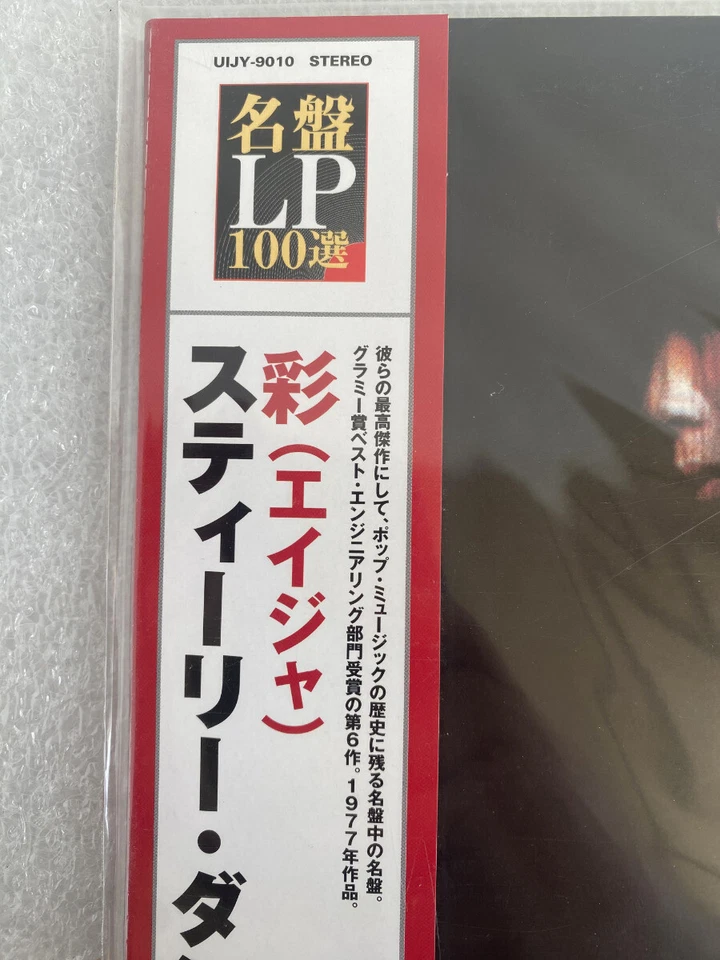 UIJY-9010 STEREO
名盤
LP
100選
彼らの最高傑作にして、ポップ・ミュージックの歴史に残る名盤中の名盤。
グラミー賞ベスト・エンジニアリング部門受賞の第6作。1977年作品。
彩（エイジャ）
スティーリー・ダ